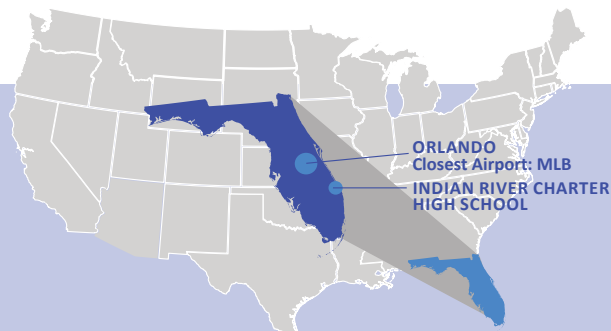 ORLANDO
Closest Airport: MLB
INDIAN RIVER CHARTER
HIGH SCHOOL